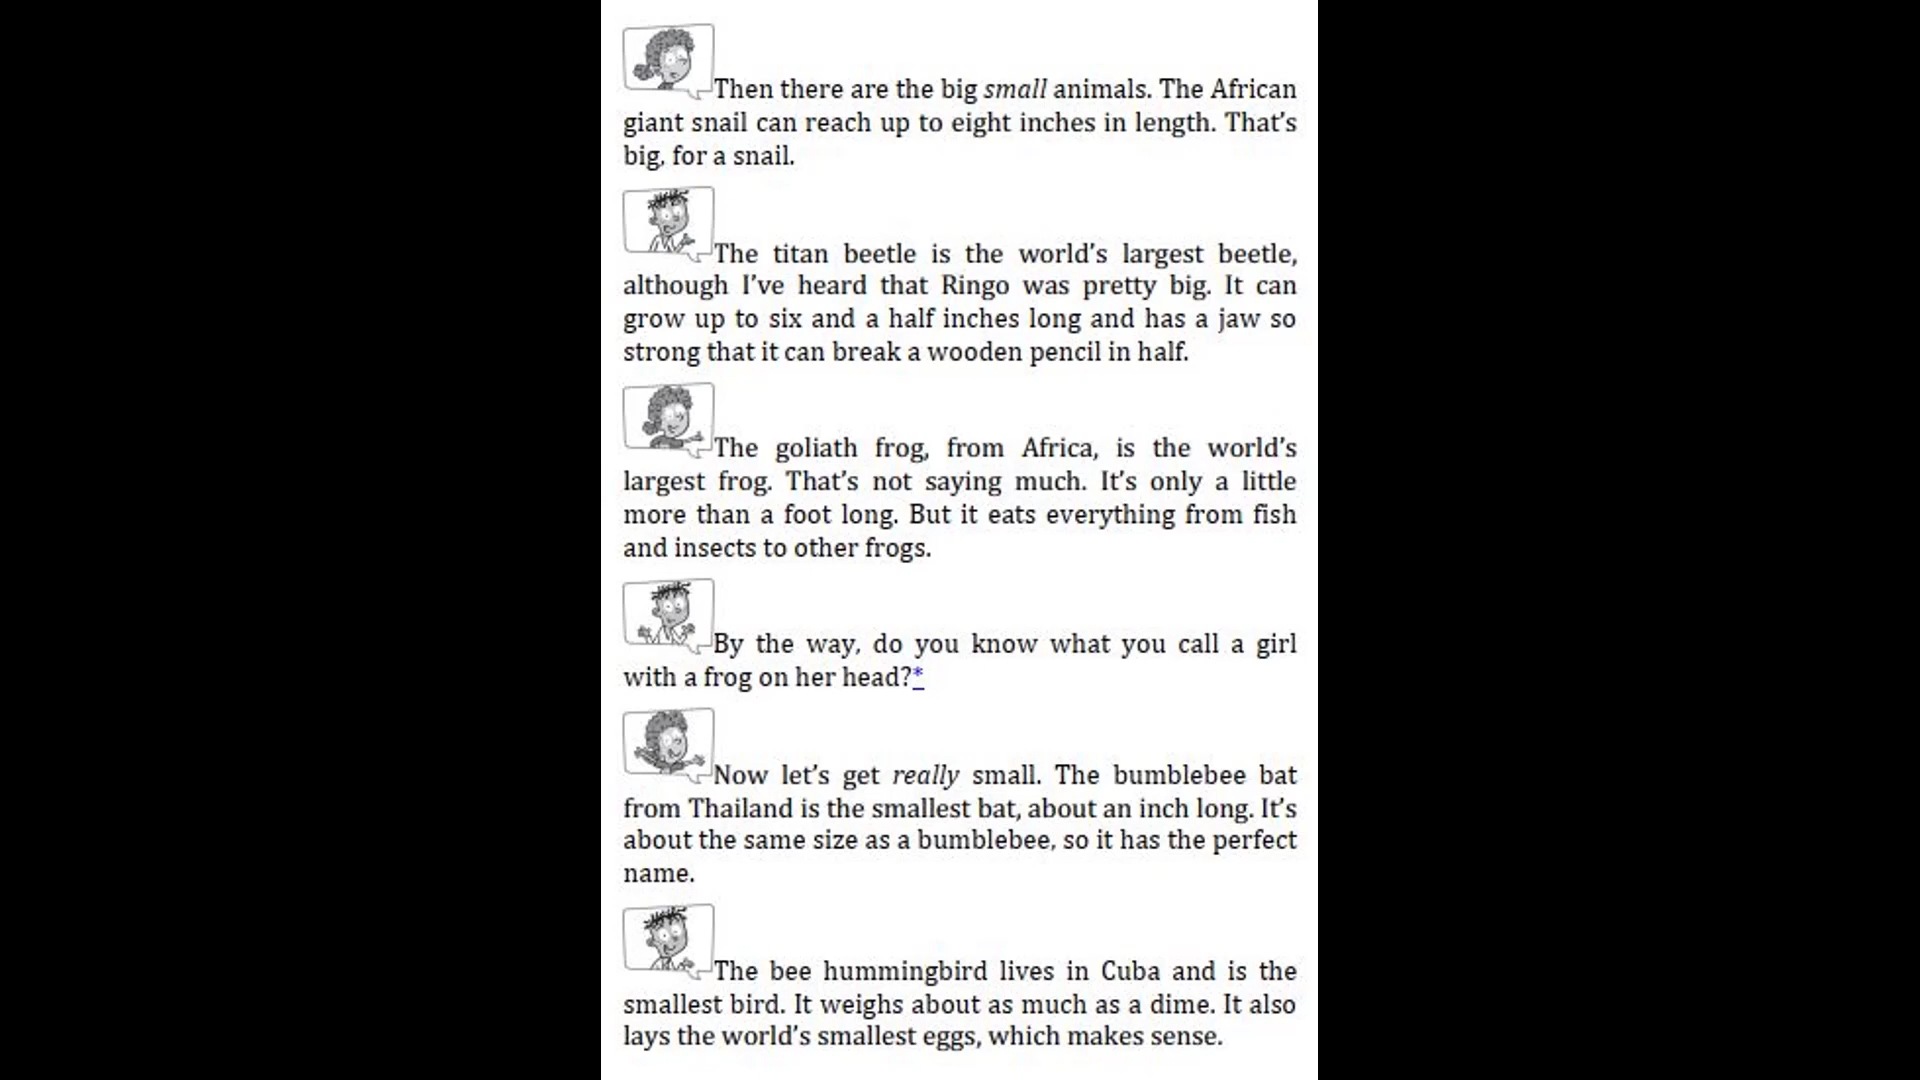 Then there are the big small animals. The African
giant snail can reach up to eight inches in length. That’s
big, for a snail.
The titan beetle is the world’s largest beetle,
although I’ve heard that Ringo was pretty big. It can
grow up to six and a half inches long and has a jaw so
strong that it can break a wooden pencil in half.
The goliath frog, from Africa, is the world’s
largest frog. That’s not saying much. It’s only a little
more than a foot long. But it eats everything from fish
and insects to other frogs.
By the way, do you know what you call a girl
with a frog on her head?*
Now let’s get really small. The bumblebee bat
from Thailand is the smallest bat, about an inch long. It’s
about the same size as a bumblebee, so it has the perfect
name.
The bee hummingbird lives in Cuba and is the
smallest bird. It weighs about as much as a dime. It also
lays the world’s smallest eggs, which makes sense.